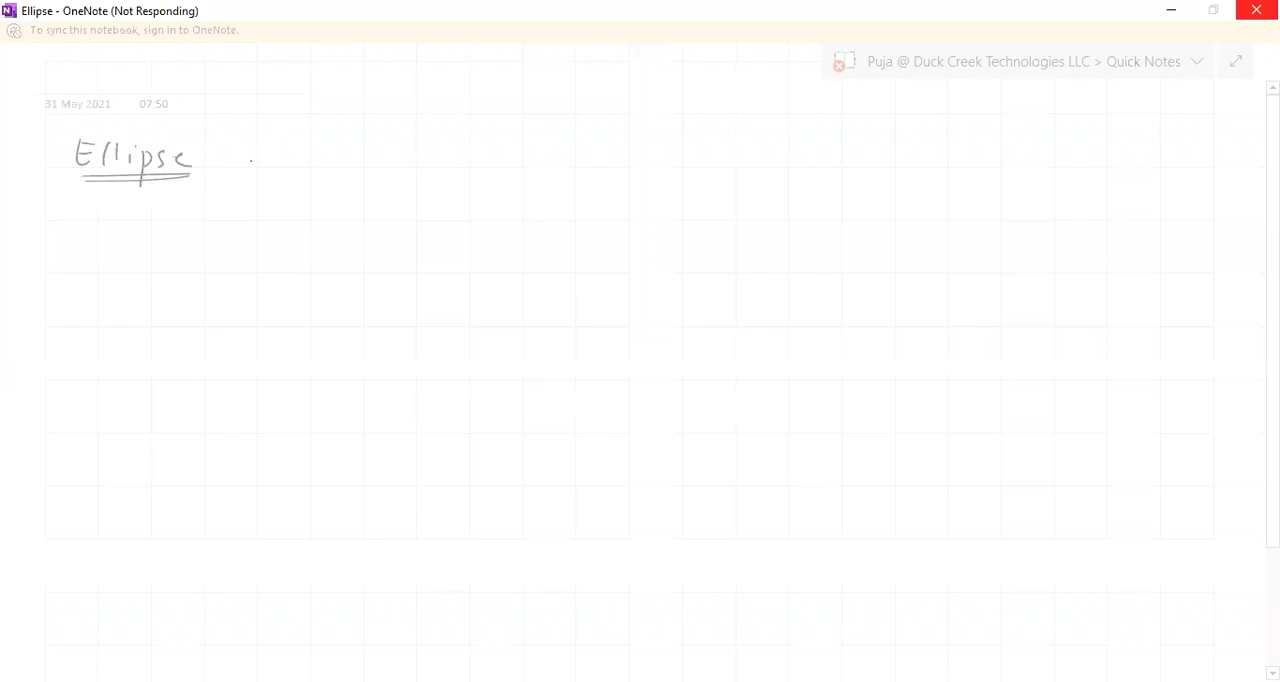 Ellipse - OneNote (Not Responding)
To sync this notebook, sign in to OneNote.
Puja @ Duck Creek Technologies LLC > Quick Notes
31 May 2021 07:50
Ellipse